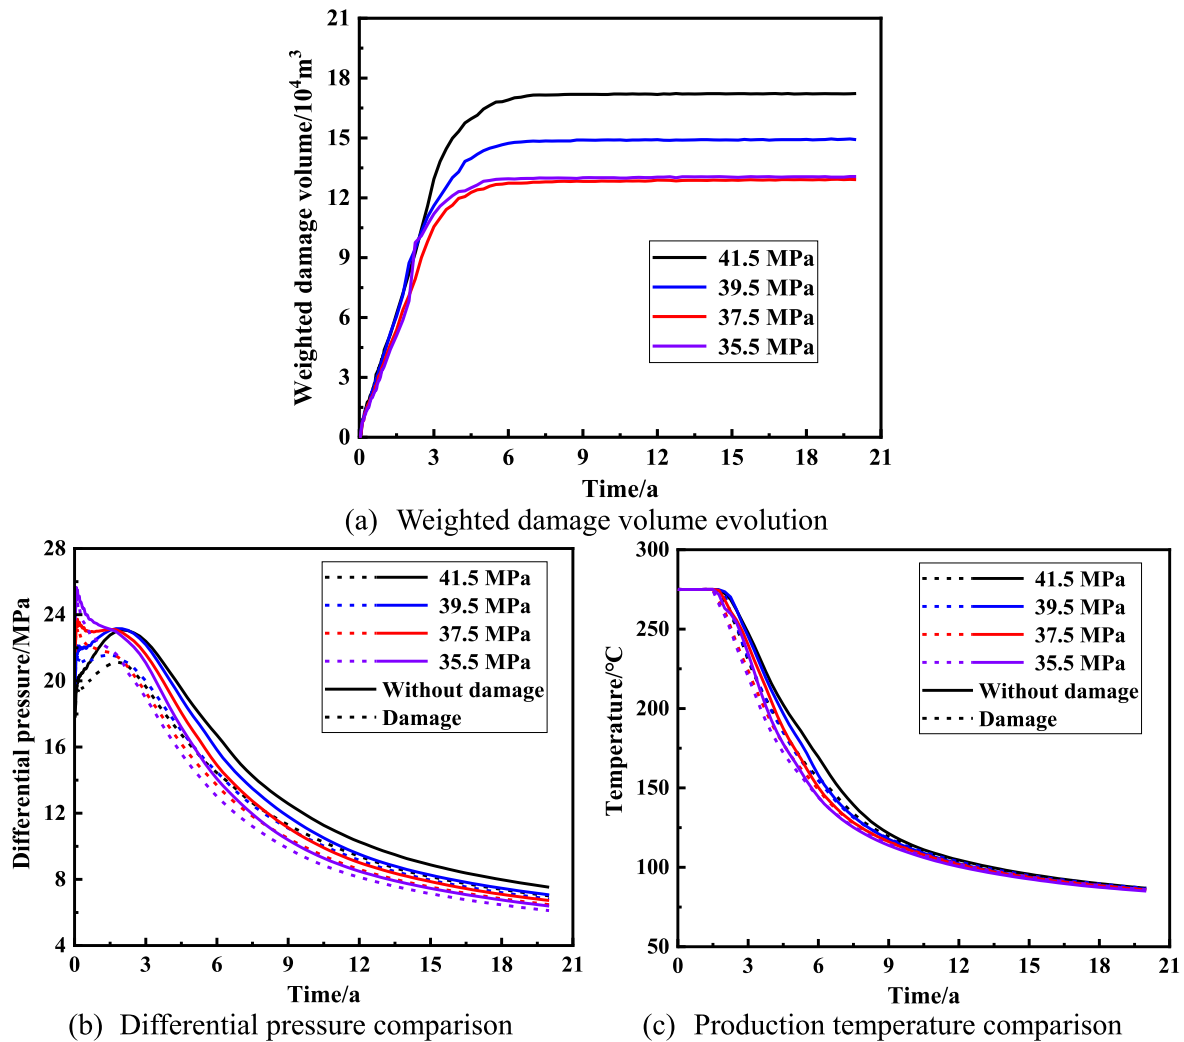 21
18
15
12
9
6
3
0
Weighted damage volume/10⁴m³
41.5 MPa
39.5 MPa
37.5 MPa
35.5 MPa
0 3 6 9 12 15 18 21
Time/a
(a) Weighted damage volume evolution
28
24
20
16
12
8
4
Differential pressure/MPa
41.5 MPa
39.5 MPa
37.5 MPa
35.5 MPa
Without damage
Damage
0 3 6 9 12 15 18 21
Time/a
(b) Differential pressure comparison
300
250
200
150
100
50
Temperature/°C
41.5 MPa
39.5 MPa
37.5 MPa
35.5 MPa
Without damage
Damage
0 3 6 9 12 15 18 21
Time/a
(c) Production temperature comparison